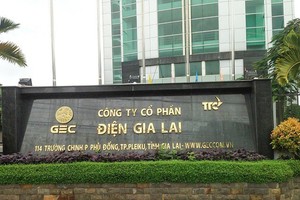 CÔNG TY CỔ PHẦN
GEC
ĐIỆN GIA LAI
TTC
114 TRƯỜNG CHINH P. PHÙ ĐỔNG, TP.PLEIKU, TỈNH GIA LAI - WWW.GECCOM.VN